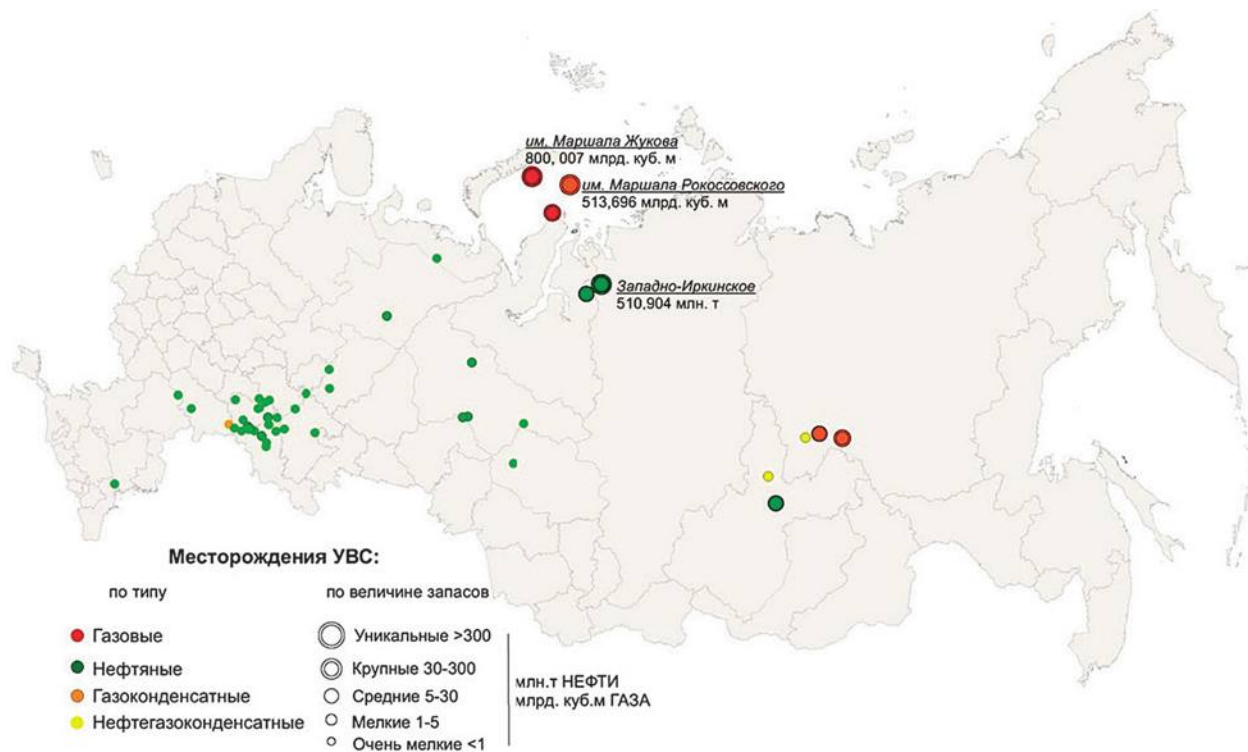 им. Маршала Жукова
800, 007 млрд. куб. м
им. Маршала Рокоссовского
513,696 млрд. куб. м
Западно-Иркинское
510,904 млн. т
Месторождения УВС:
по типу
Газовые
Нефтяные
Газоконденсатные
Нефтегазоконденсатные
по величине запасов
Уникальные >300
Крупные 30-300
Средние 5-30
Мелкие 1-5
Очень мелкие <1
млн.т НЕФТИ
млрд. куб.м ГАЗА